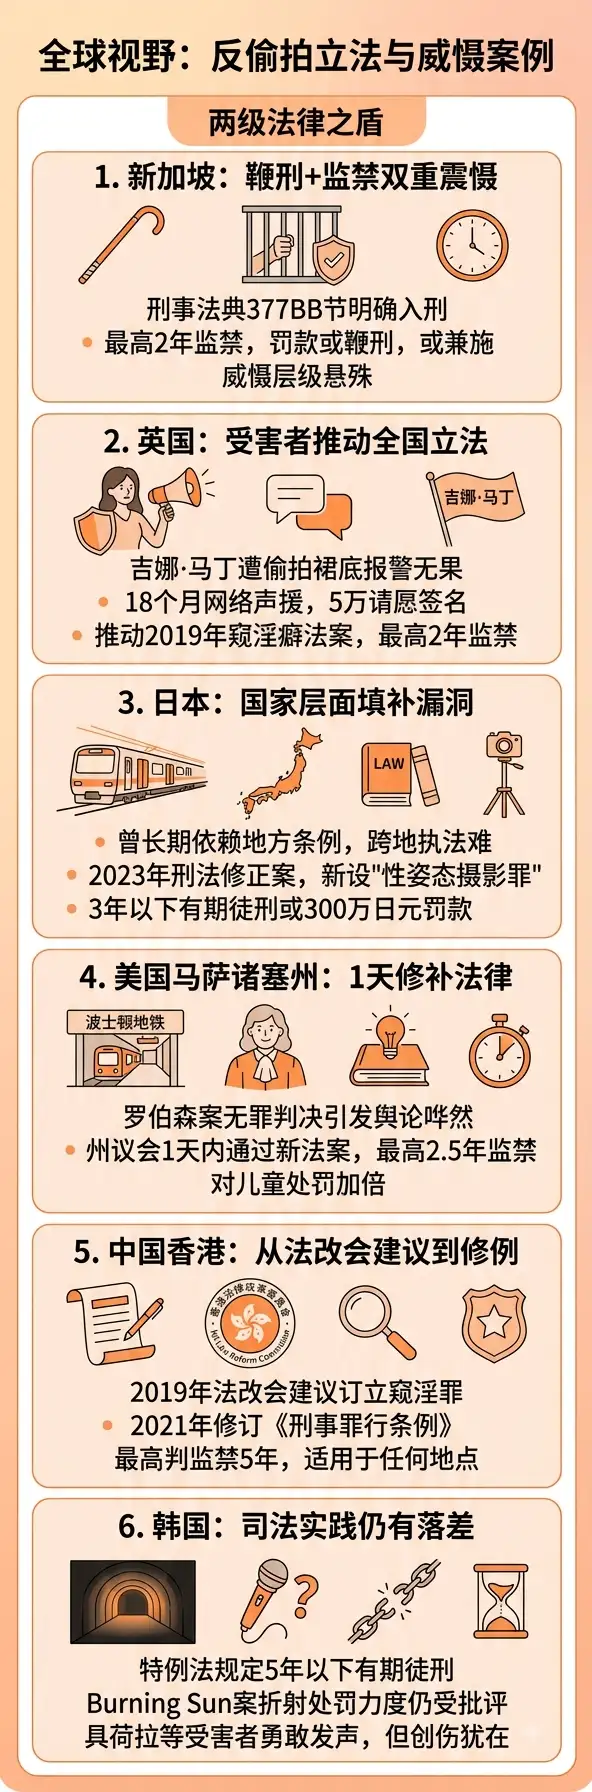 全球视野：反偷拍立法与威慑案例
两级法律之盾
1. 新加坡：鞭刑+监禁双重震慑
刑事法典377BB节明确入刑
• 最高2年监禁，罚款或鞭刑，或兼施
威慑层级悬殊
2. 英国：受害者推动全国立法
吉娜·马丁
吉娜·马丁遭偷拍裙底报警无果
• 18个月网络声援，5万请愿签名
• 推动2019年窥淫癖法案，最高2年监禁
3. 日本：国家层面填补漏洞
LAW
• 曾长期依赖地方条例，跨地执法难
• 2023年刑法修正案，新设"性姿态摄影罪"
• 3年以下有期徒刑或300万日元罚款
4. 美国马萨诸塞州：1天修补法律
波士顿地铁
罗伯森案无罪判决引发舆论哗然
• 州议会1天内通过新法案，最高2.5年监禁
对儿童处罚加倍
5. 中国香港：从法改会建议到修例
Reform Commission
2019年法改会建议订立窥淫罪
• 2021年修订《刑事罪行条例》
最高判监禁5年，适用于任何地点
6. 韩国：司法实践仍有落差
?
特例法规定5年以下有期徒刑
Burning Sun案折射处罚力度仍受批评
具荷拉等受害者勇敢发声，但创伤犹在